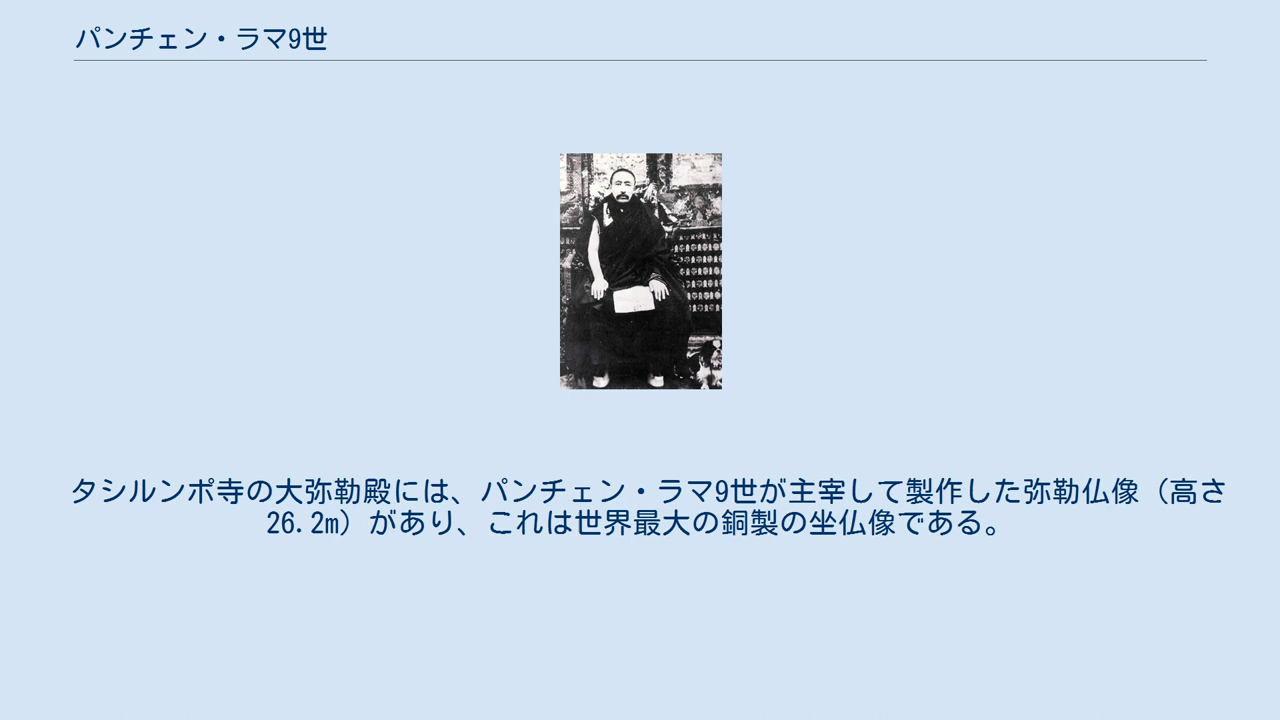 パンチェン・ラマ9世
タシルンポ寺の大弥勒殿には、パンチェン・ラマ9世が主宰して製作した弥勒仏像（高さ
26.2m）があり、これは世界最大の銅製の坐仏像である。